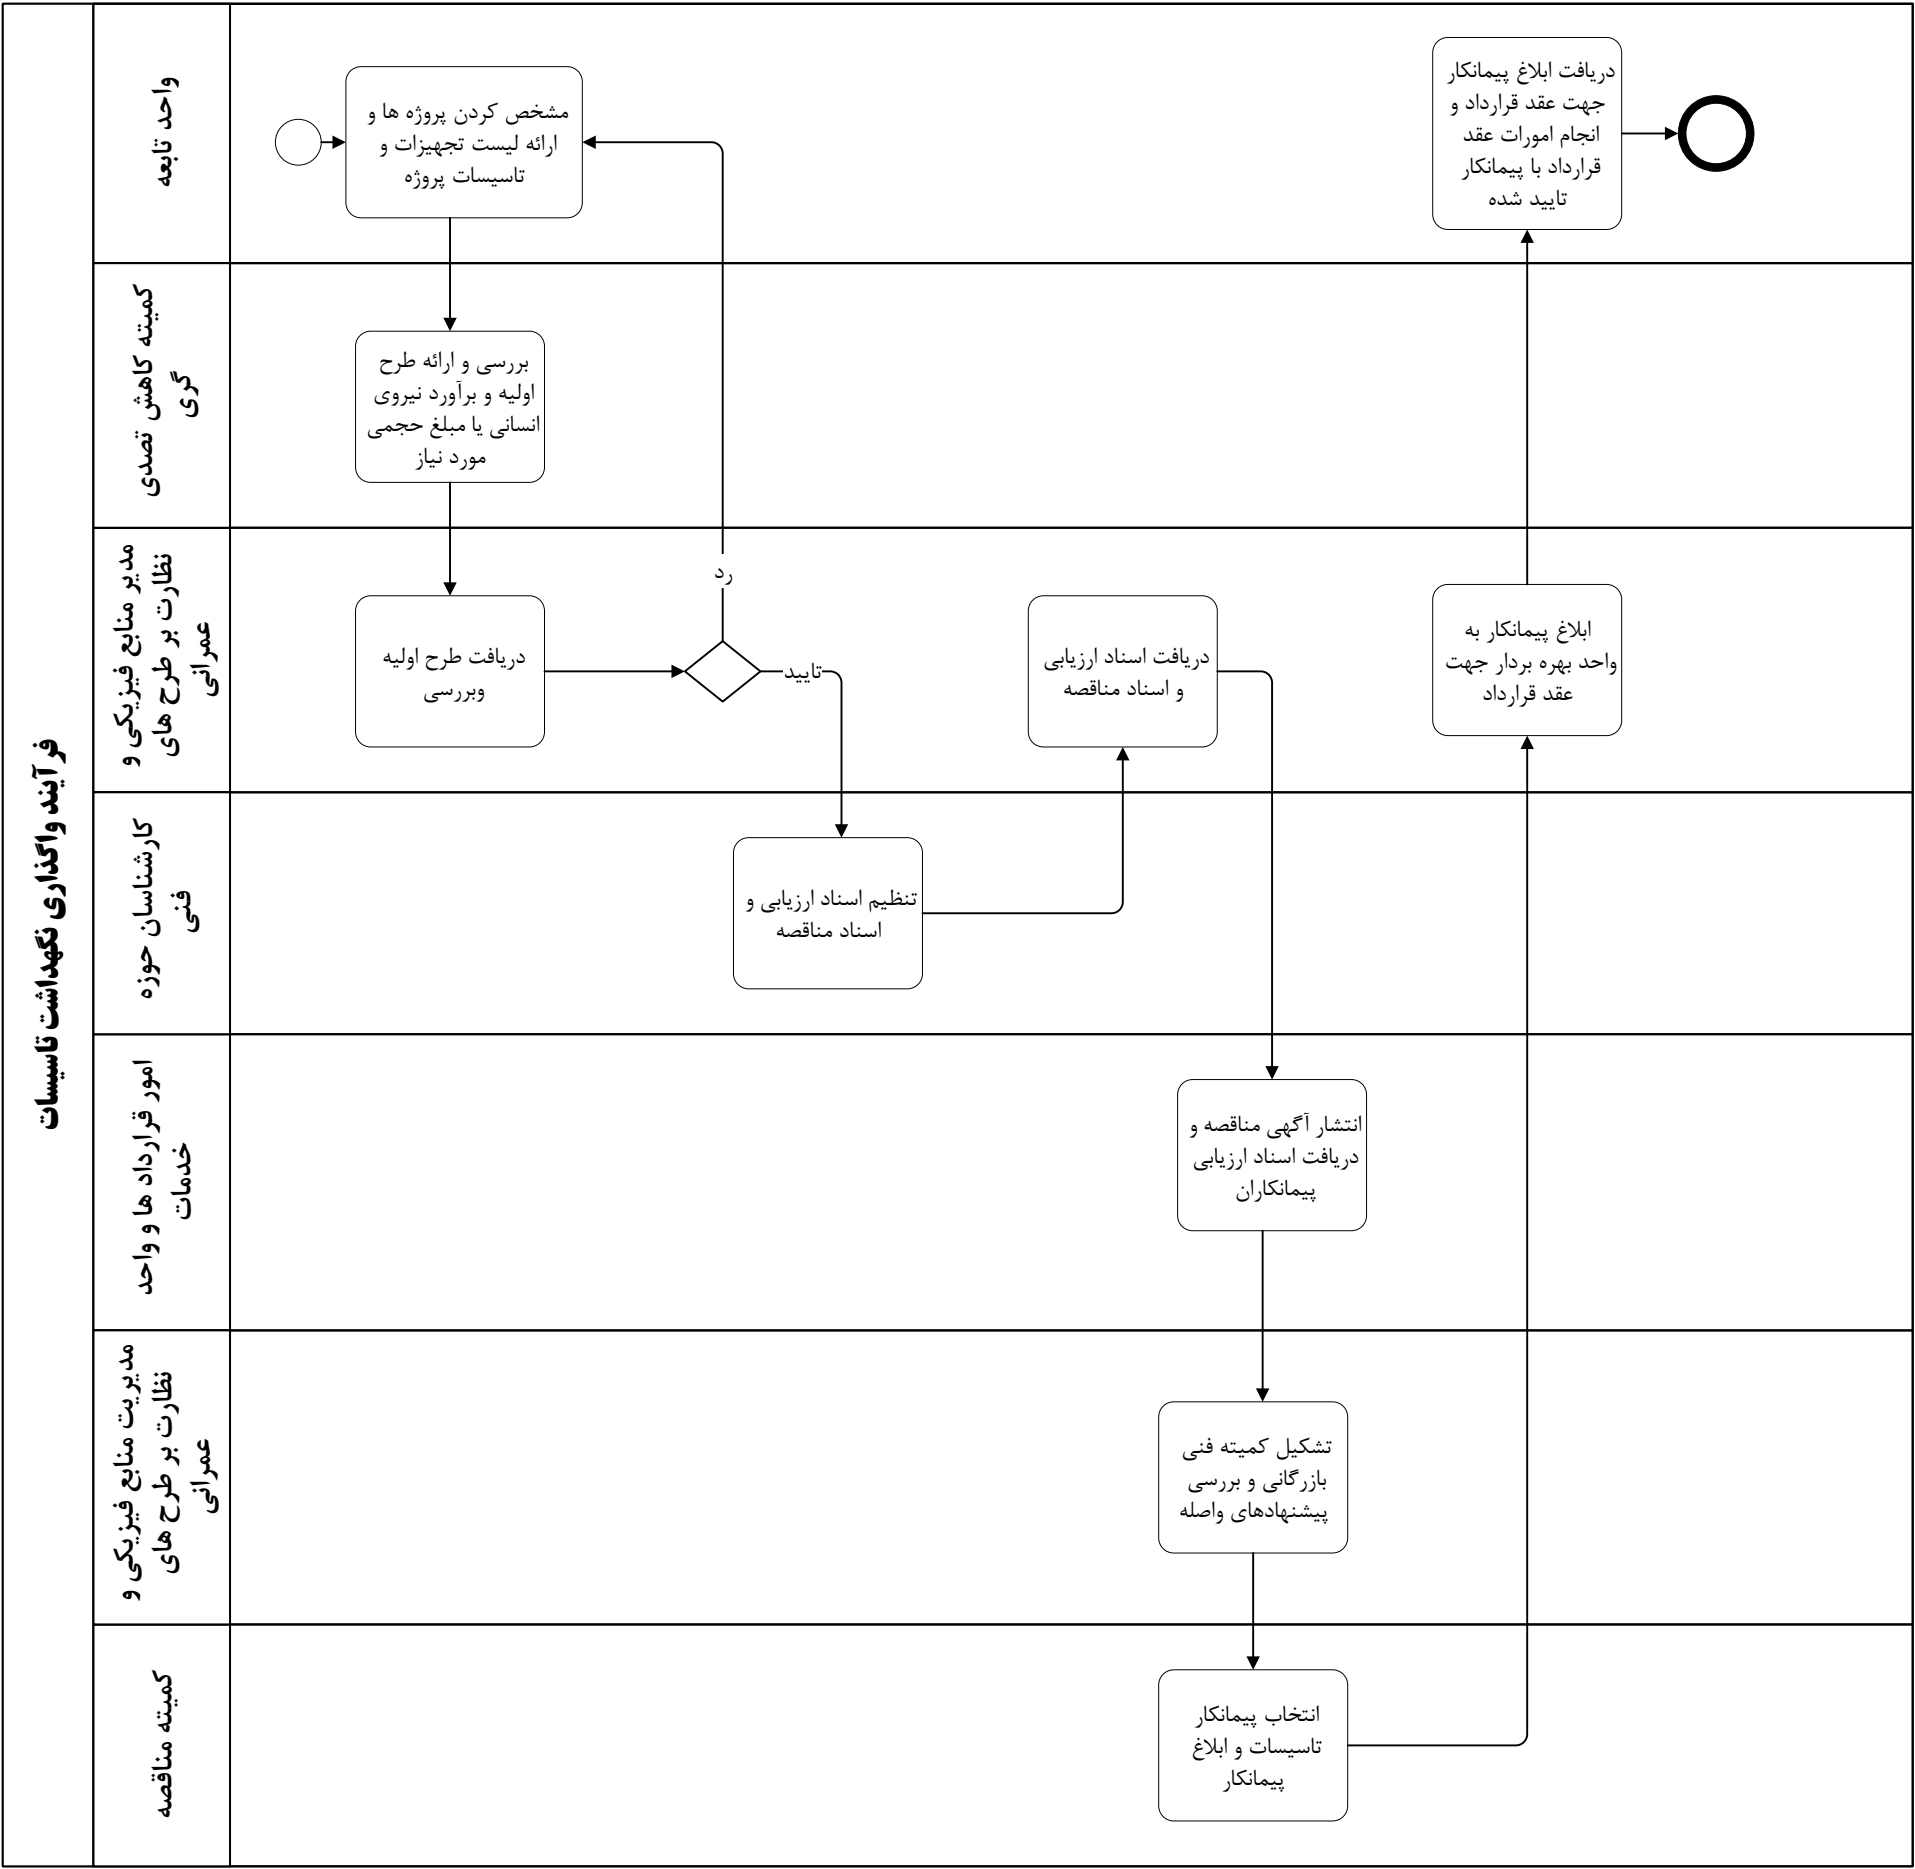 فرآیند واگذاری نگهداشت تاسیسات
واحد تابعه
مشخص کردن پروژه ها و
ارائه لیست تجهیزات و
تاسیسات پروژه
دریافت ابلاغ پیمانکار
جهت عقد قرارداد و
انجام امورات عقد
قرارداد با پیمانکار
تایید شده
کمیته کاهش تصدی
گری
بررسی و ارائه طرح
اولیه و برآورد نیروی
انسانی یا مبلغ حجمی
مورد نیاز
مدیر منابع فیزیکی و
نظارت بر طرح های
عمرانی
دریافت طرح اولیه
وبررسی
رد
تایید
دریافت اسناد ارزیابی
و اسناد مناقصه
ابلاغ پیمانکار به
واحد بهره بردار جهت
عقد قرارداد
کارشناسان حوزه
فنی
تنظیم اسناد ارزیابی و
اسناد مناقصه
امور قرارداد ها و واحد
خدمات
انتشار آگهی مناقصه و
دریافت اسناد ارزیابی
پیمانکاران
مدیریت منابع فیزیکی و
نظارت بر طرح های
عمرانی
تشکیل کمیته فنی
بازرگانی و بررسی
پیشنهادهای واصله
کمیته مناقصه
انتخاب پیمانکار
تاسیسات و ابلاغ
پیمانکار